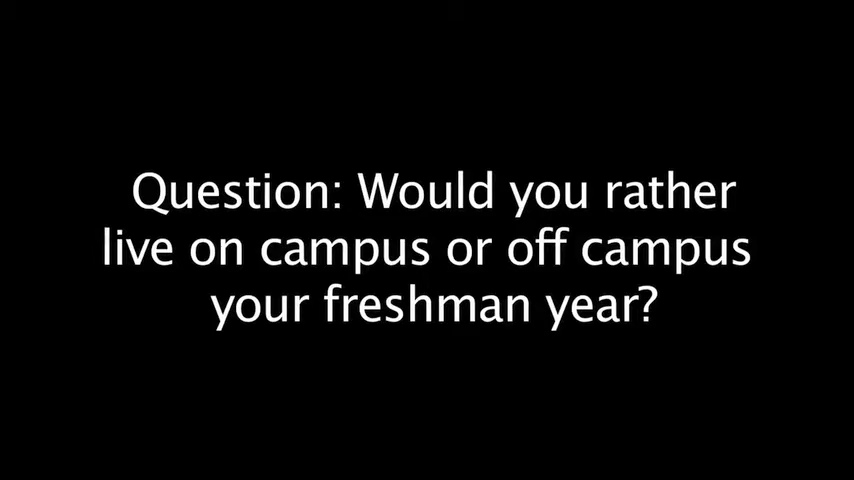 Question: Would you rather
live on campus or off campus
your freshman year?